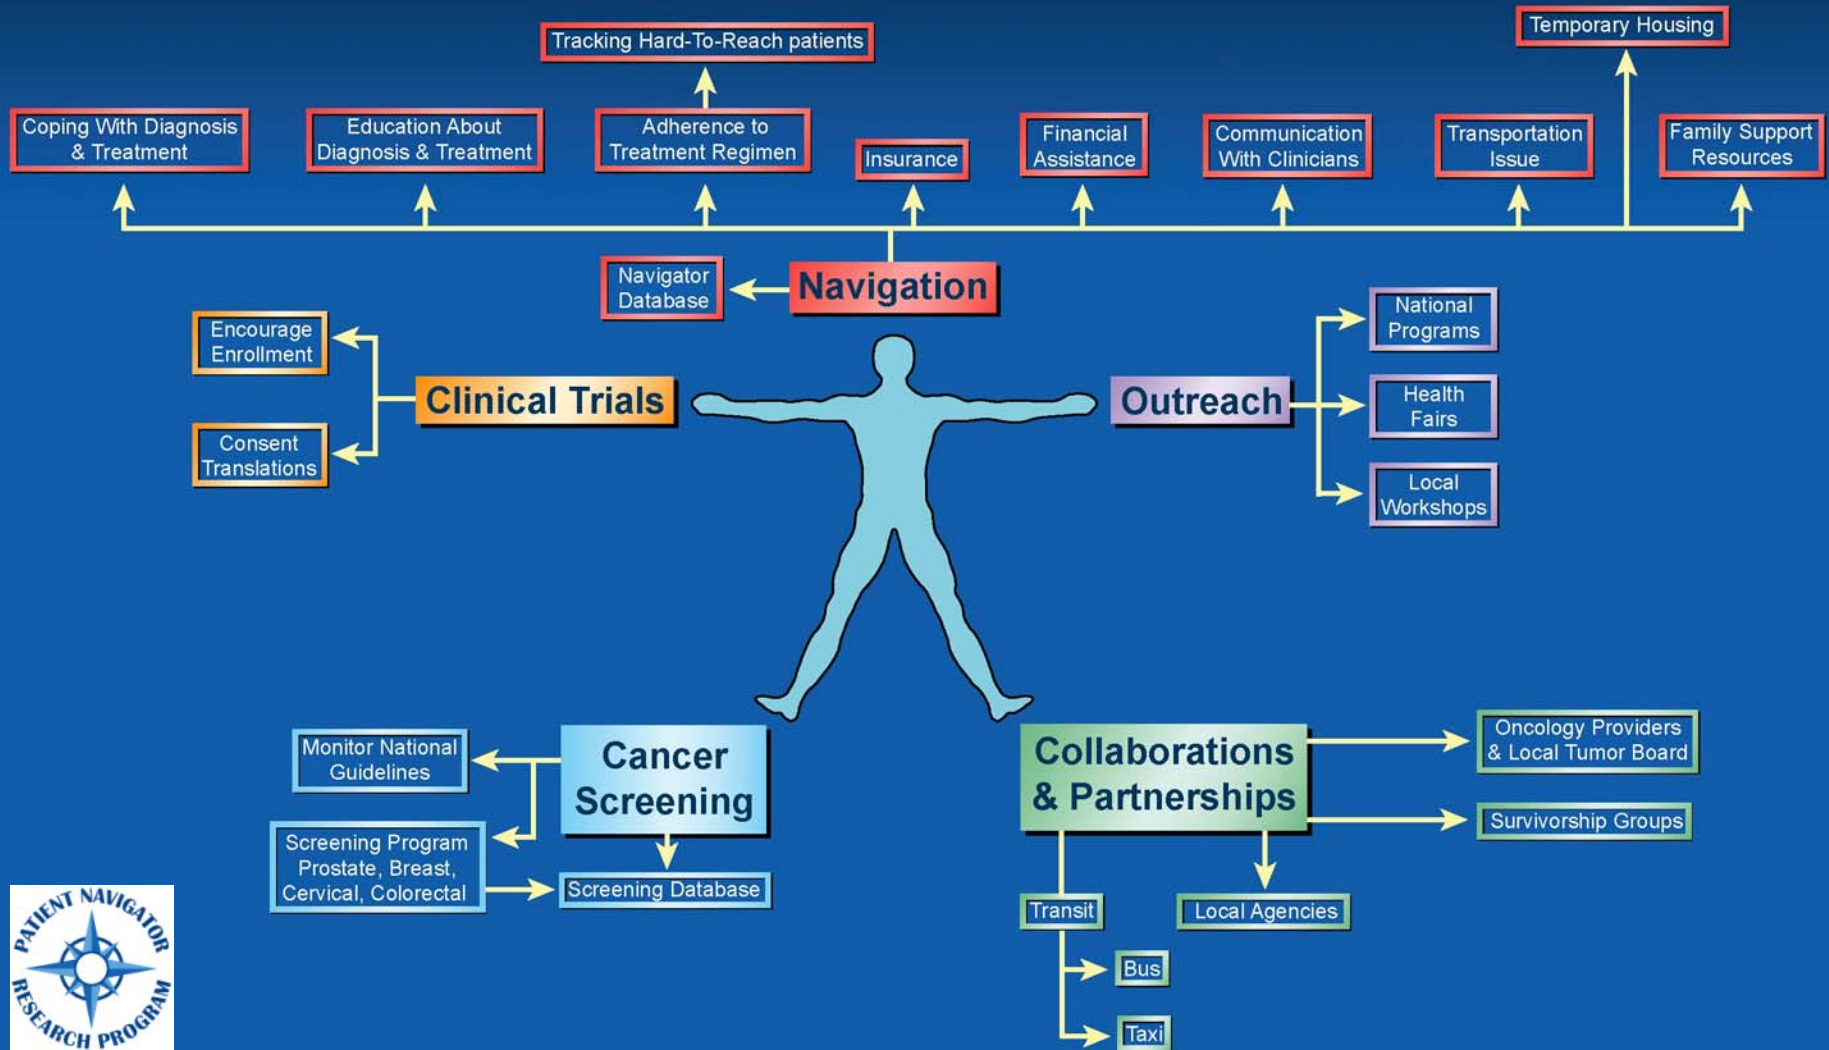 Tracking Hard-To-Reach patients
Temporary Housing
Coping With Diagnosis
& Treatment
Education About
Diagnosis & Treatment
Adherence to
Treatment Regimen
Insurance
Financial
Assistance
Communication
With Clinicians
Transportation
Issue
Family Support
Resources
Navigator
Database
Navigation
Encourage
Enrollment
Clinical Trials
Consent
Translations
Outreach
National
Programs
Health
Fairs
Local
Workshops
Monitor National
Guidelines
Cancer
Screening
Screening Program
Prostate, Breast,
Cervical, Colorectal
Screening Database
Collaborations
& Partnerships
Oncology Providers
& Local Tumor Board
Survivorship Groups
Transit
Local Agencies
Bus
Taxi
PATIENT NAVIGATOR
RESEARCH PROGRAM